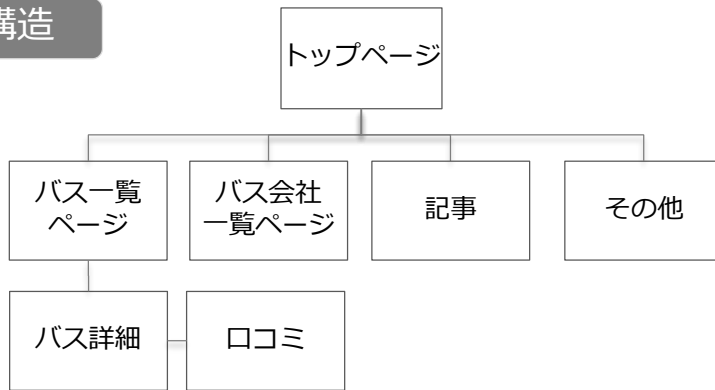 構造
トップページ
バス一覧
ページ
バス会社
一覧ページ
記事
その他
バス詳細
口コミ